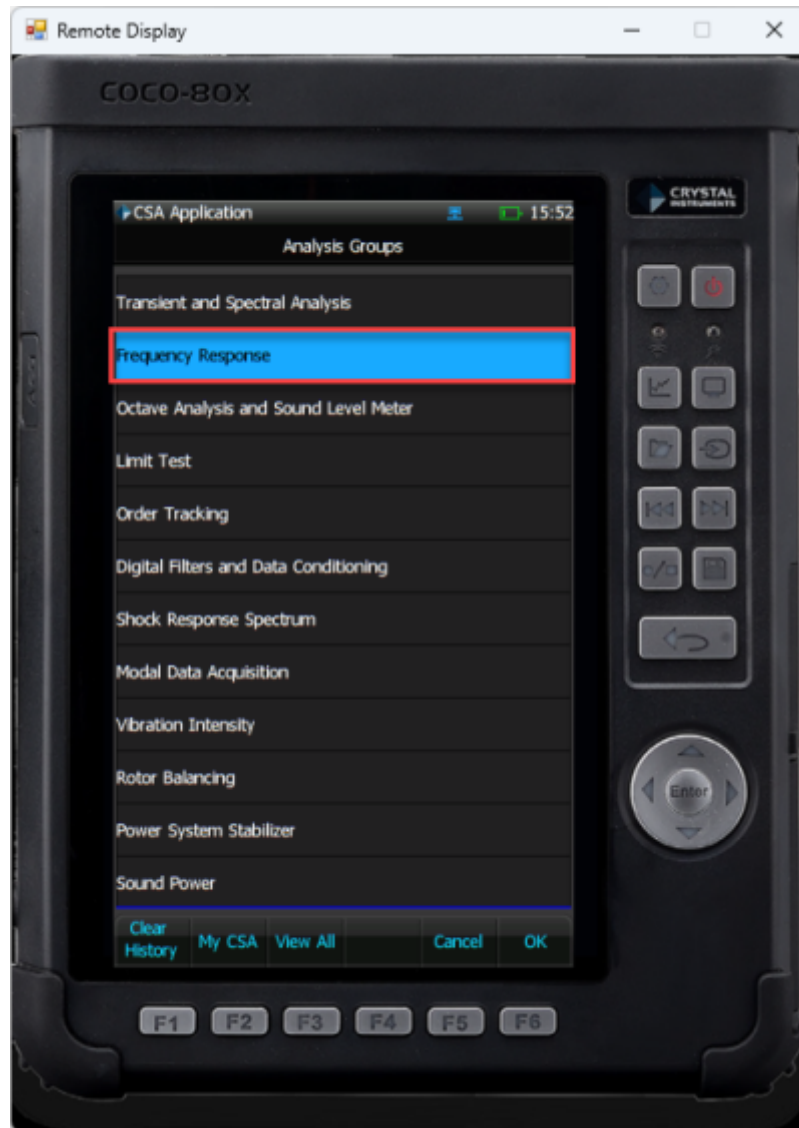 Remote Display
COCO-80X
CRYSTAL
INSTRUMENTS
CSA Application 15:52
Analysis Groups
Transient and Spectral Analysis
Frequency Response
Octave Analysis and Sound Level Meter
Limit Test
Order Tracking
Digital Filters and Data Conditioning
Shock Response Spectrum
Modal Data Acquisition
Vibration Intensity
Rotor Balancing
Power System Stabilizer
Sound Power
Clear History My CSA View All Cancel OK
F1 F2 F3 F4 F5 F6
Enter